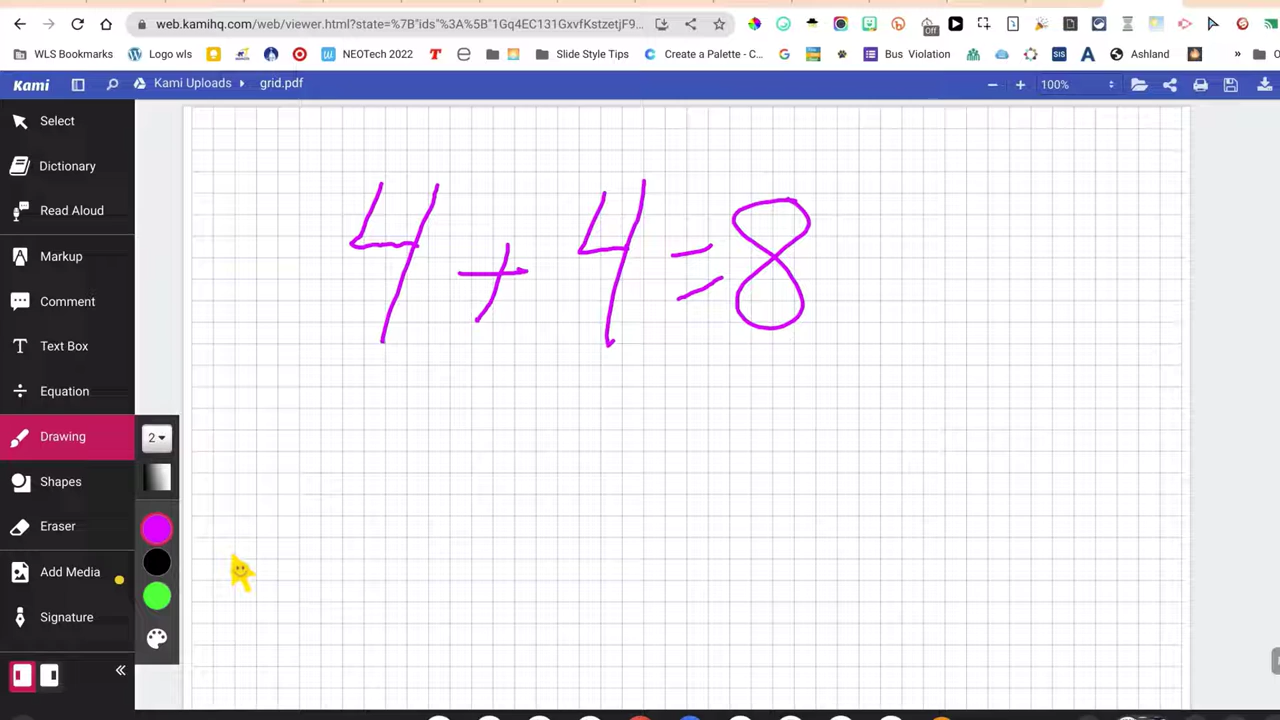 web.kamihq.com/web/viewer.html?state=%7B"ids"%3A%5B"1Gq4EC131GxvfKstzetjF9...
Off
WLS Bookmarks Logo wls NEOTech 2022 Slide Style Tips Create a Palette - C... Bus Violation SIS Ashland »
Kami Kami Uploads grid.pdf 100%
Select
Dictionary
Read Aloud
Markup
Comment
Text Box
Equation
Drawing
2
Shapes
Eraser
Add Media
Signature
4 + 4 = 8